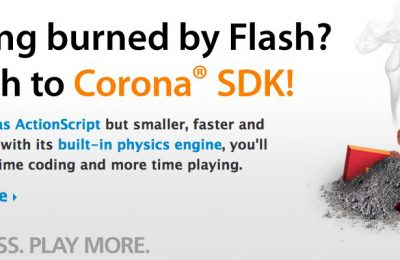 ng burned by Flash?
h to Corona® SDK!
as ActionScript but smaller, faster and
with its built-in physics engine, you'll
ime coding and more time playing.
e ▸
SS. PLAY MORE.